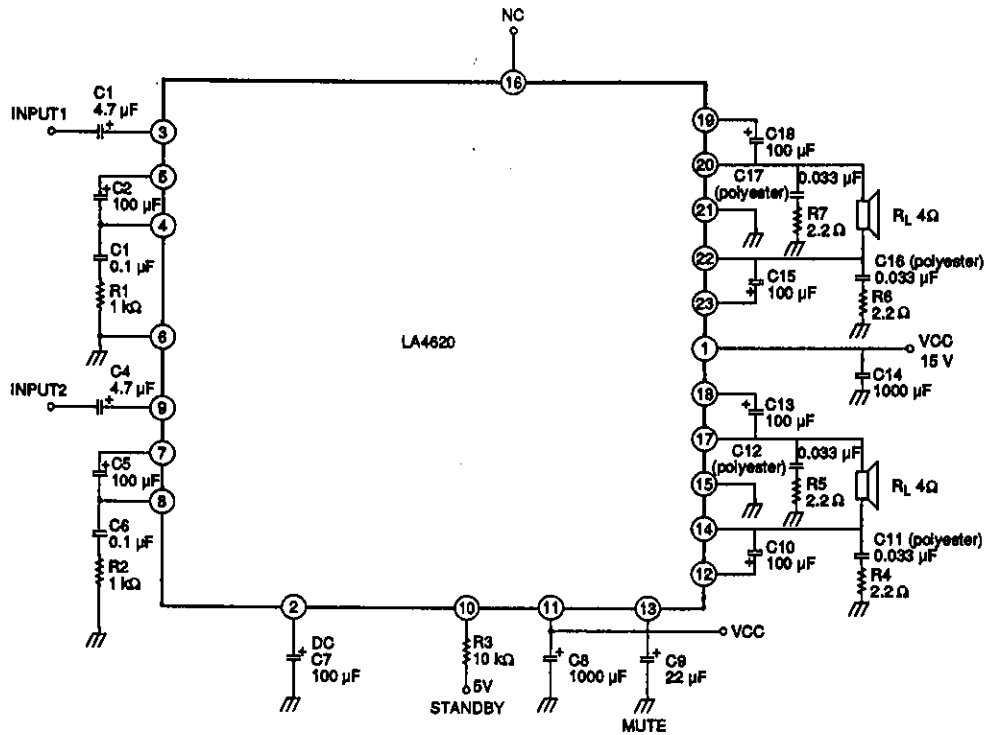 NC
16
INPUT1
C1
4.7 µF
+
3
5
C2
+
100 µF
4
C1
0.1 µF
R1
1 kΩ
6
INPUT2
C4
4.7 µF
+
9
7
C5
+
100 µF
8
C6
0.1 µF
R2
1 kΩ
LA4620
19
+
C18
100 µF
20
C17
(polyester)
0.033 µF
R7
2.2 Ω
RL 4Ω
21
22
C15
+
100 µF
C16 (polyester)
0.033 µF
R6
2.2 Ω
23
1
VCC
15 V
C14
1000 µF
18
+
C13
100 µF
17
C12
(polyester)
0.033 µF
R5
2.2 Ω
RL 4Ω
15
14
C10
+
100 µF
C11 (polyester)
0.033 µF
R4
2.2 Ω
12
2
DC
+
C7
100 µF
10
R3
10 kΩ
5V
STANDBY
11
+
C8
1000 µF
13
+
C9
22 µF
MUTE
VCC